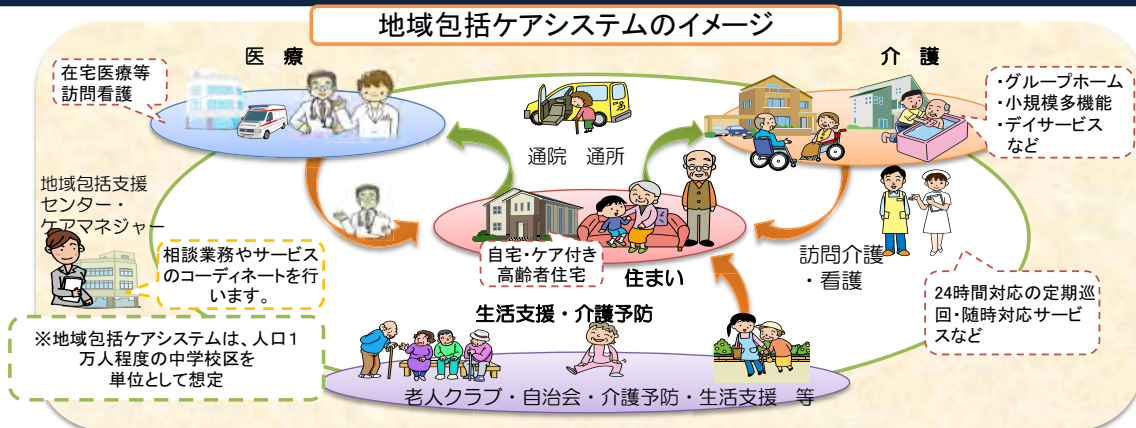 地域包括ケアシステムのイメージ
医 療
介 護
在宅医療等
訪問看護
・グループホーム
・小規模多機能
・デイサービス
など
通院 通所
地域包括支援
センター・
ケアマネジャー
相談業務やサービス
のコーディネートを行
います。
自宅・ケア付き
高齢者住宅
住まい
訪問介護
・看護
24時間対応の定期巡
回・随時対応サービ
スなど
※地域包括ケアシステムは、人口1
万人程度の中学校区を
単位として想定
生活支援・介護予防
老人クラブ・自治会・介護予防・生活支援 等